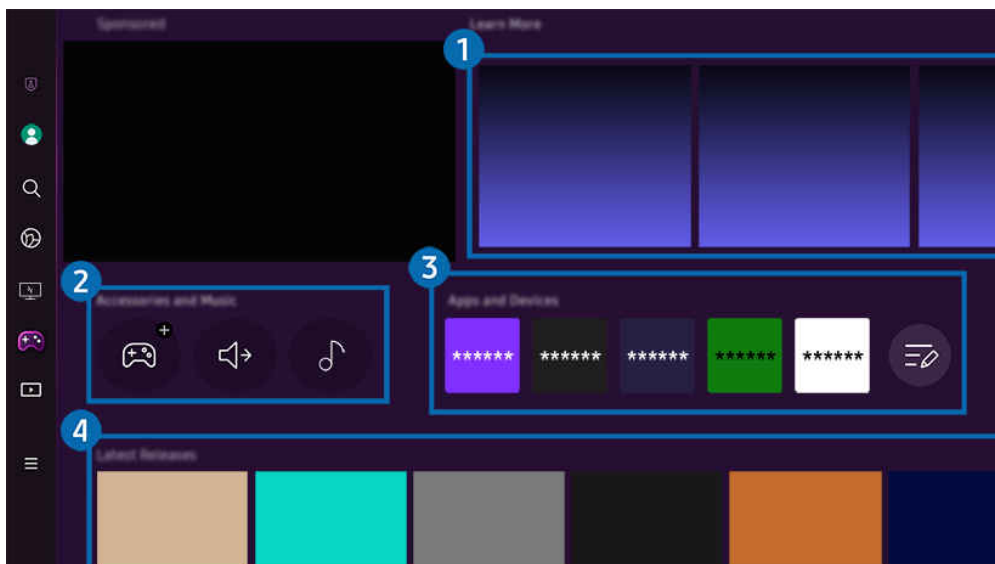 Sponsored
Learn More
1
2
3
Accessories and Music
Apps and Devices
****** ****** ****** ****** ******
4
Latest Releases